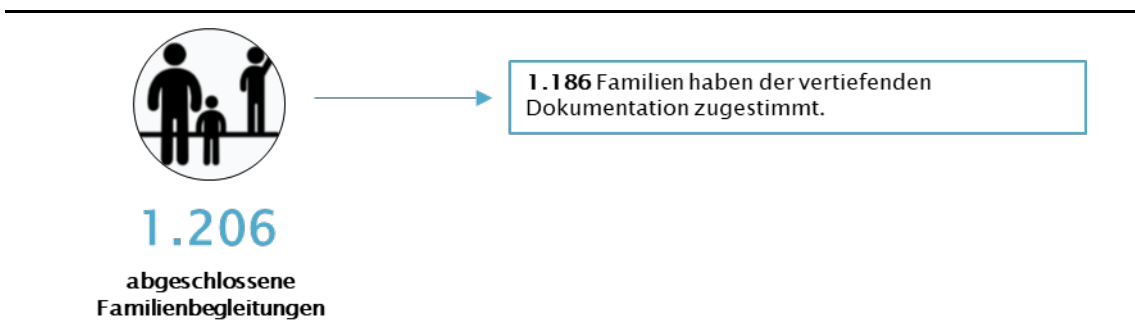 1.186 Familien haben der vertiefenden
Dokumentation zugestimmt.
1.206
abgeschlossene
Familienbegleitungen